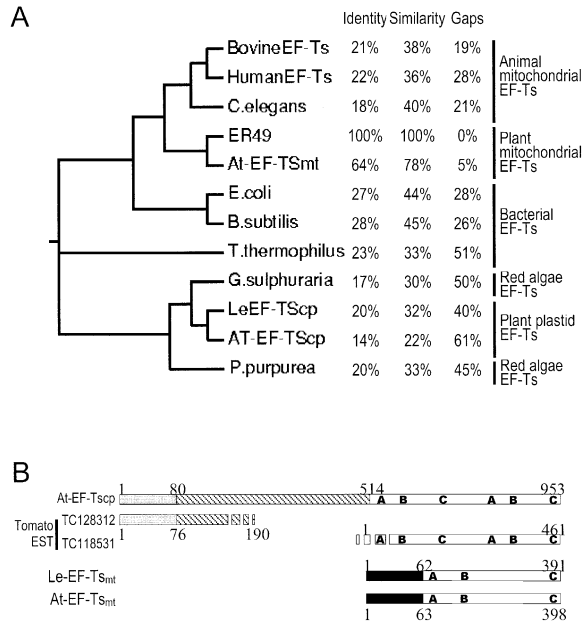 A
Identity Similarity Gaps
BovineEF-Ts 21% 38% 19%
HumanEF-Ts 22% 36% 28%
C.elegans 18% 40% 21%
Animal
mitochondrial
EF-Ts
ER49 100% 100% 0%
At-EF-TSmt 64% 78% 5%
Plant
mitochondrial
EF-Ts
E.coli 27% 44% 28%
B.subtilis 28% 45% 26%
T.thermophilus 23% 33% 51%
Bacterial
EF-Ts
G.sulphuraria 17% 30% 50%
Red algae
EF-Ts
LeEF-TScp 20% 32% 40%
AT-EF-TScp 14% 22% 61%
Plant plastid
EF-Ts
P.purpurea 20% 33% 45%
Red algae
EF-Ts
B
1 80 514 953
At-EF-Tscp A B C A B C
Tomato
EST
TC128312
1 76 190
1 461
TC118531 A B C A B C
1 62 391
Le-EF-Tsmt A B C
At-EF-Tsmt A B C
1 63 398